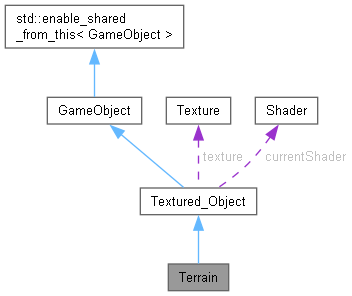 std::enable_shared
_from_this< GameObject >
GameObject
Texture
Shader
texture
currentShader
Textured_Object
Terrain